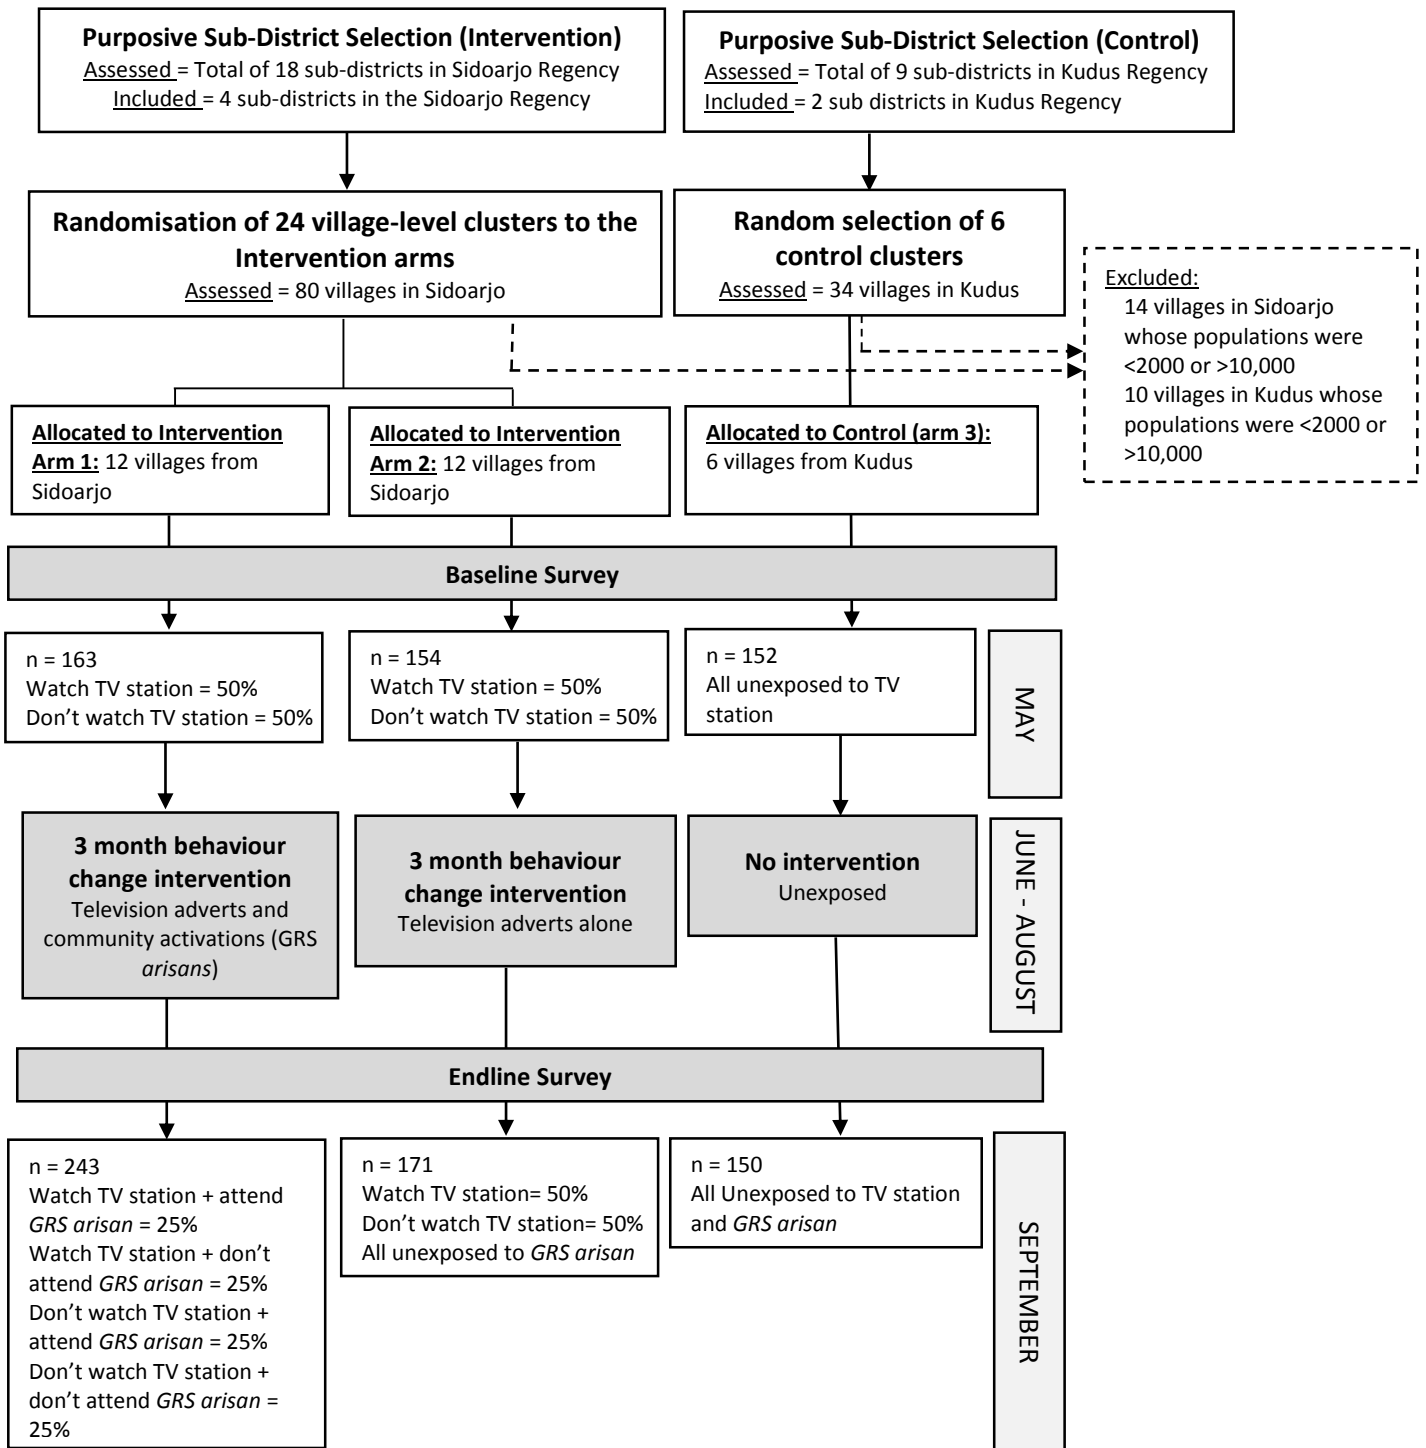 Purposive Sub-District Selection (Intervention)
Assessed = Total of 18 sub-districts in Sidoarjo Regency
Included = 4 sub-districts in the Sidoarjo Regency
Purposive Sub-District Selection (Control)
Assessed = Total of 9 sub-districts in Kudus Regency
Included = 2 sub districts in Kudus Regency
Randomisation of 24 village-level clusters to the
Intervention arms
Assessed = 80 villages in Sidoarjo
Random selection of 6
control clusters
Assessed = 34 villages in Kudus
Excluded:
14 villages in Sidoarjo
whose populations were
<2000 or >10,000
10 villages in Kudus whose
populations were <2000 or
>10,000
Allocated to Intervention
Arm 1: 12 villages from
Sidoarjo
Allocated to Intervention
Arm 2: 12 villages from
Sidoarjo
Allocated to Control (arm 3):
6 villages from Kudus
Baseline Survey
n = 163
Watch TV station = 50%
Don't watch TV station = 50%
n = 154
Watch TV station = 50%
Don't watch TV station = 50%
n = 152
All unexposed to TV
station
MAY
3 month behaviour
change intervention
Television adverts and
community activations (GRS
arisans)
3 month behaviour
change intervention
Television adverts alone
No intervention
Unexposed
JUNE - AUGUST
Endline Survey
n = 243
Watch TV station + attend
GRS arisan = 25%
Watch TV station + don't
attend GRS arisan = 25%
Don't watch TV station +
attend GRS arisan = 25%
Don't watch TV station +
don't attend GRS arisan =
25%
n = 171
Watch TV station= 50%
Don't watch TV station= 50%
All unexposed to GRS arisan
n = 150
All Unexposed to TV station
and GRS arisan
SEPTEMBER